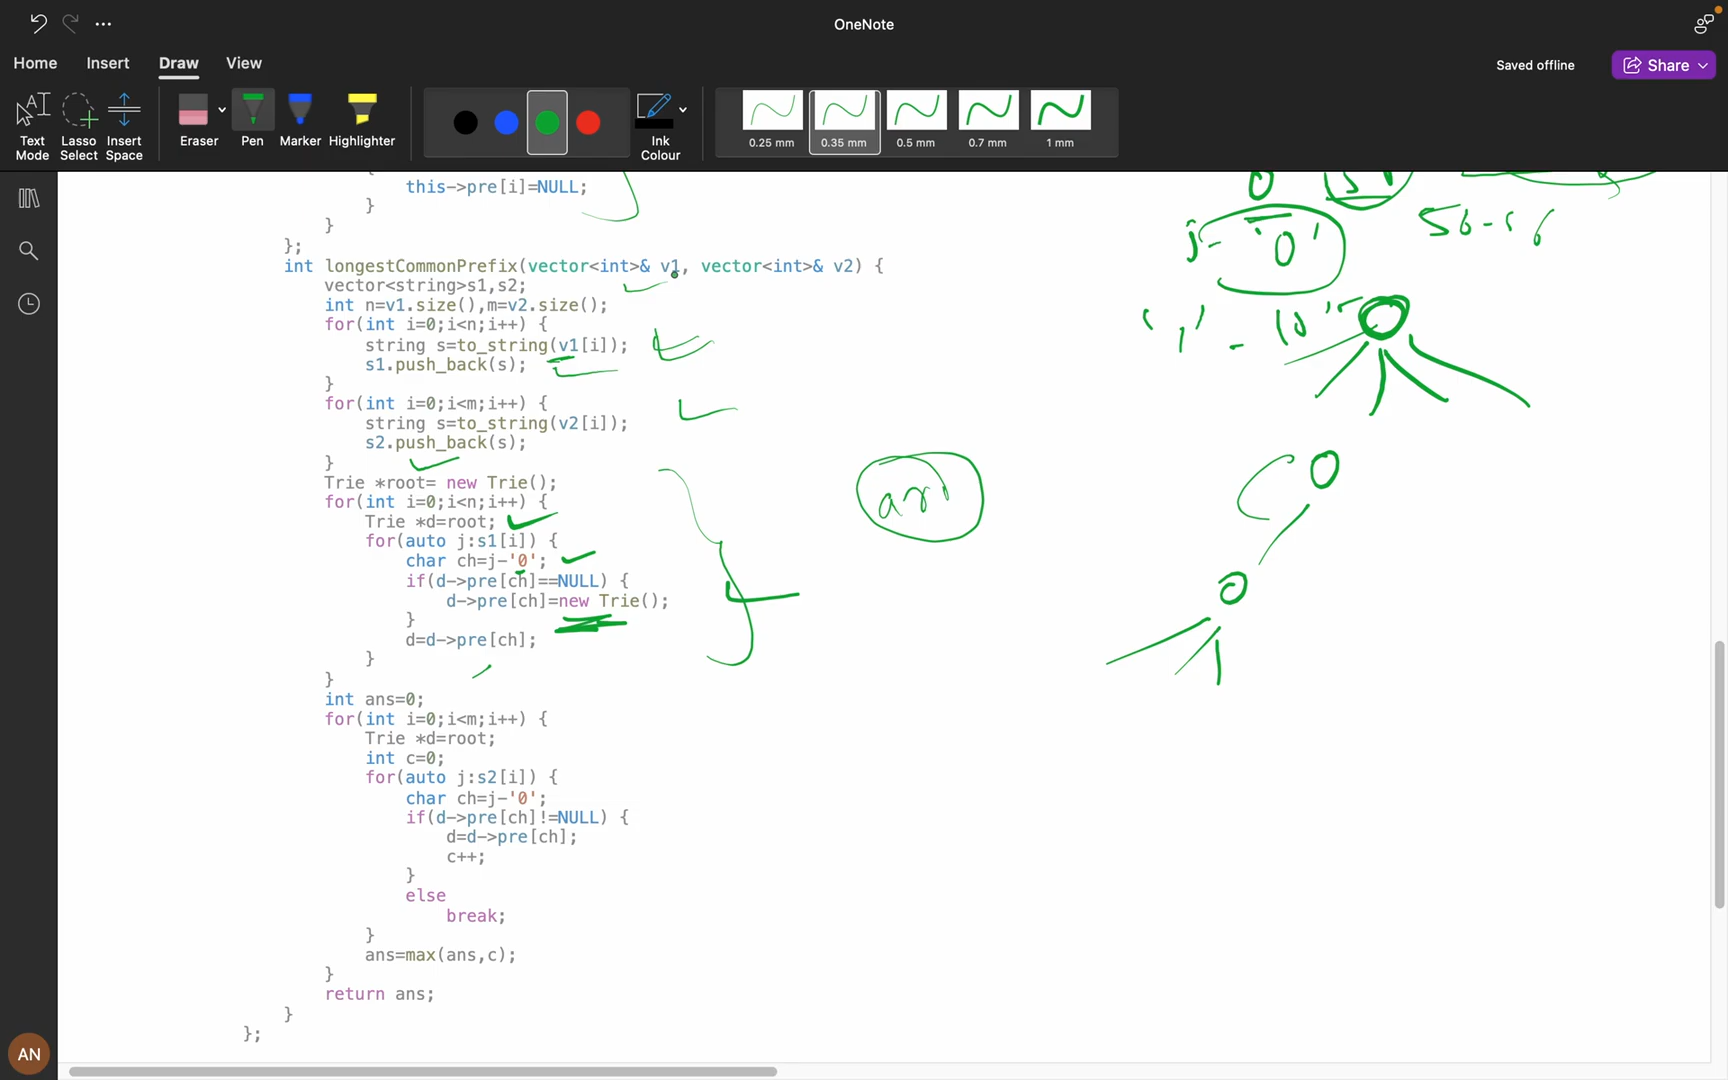 OneNote
Home Insert Draw View
Saved offline
Share
Text Mode
Lasso Select
Insert Space
Eraser
Pen
Marker
Highlighter
Ink Colour
0.25 mm
0.35 mm
0.5 mm
0.7 mm
1 mm
this->pre[i]=NULL;
}
}
};
int longestCommonPrefix(vector<int>& v1, vector<int>& v2) {
vector<string>s1,s2;
int n=v1.size(),m=v2.size();
for(int i=0;i<n;i++) {
string s=to_string(v1[i]);
s1.push_back(s);
}
for(int i=0;i<m;i++) {
string s=to_string(v2[i]);
s2.push_back(s);
}
Trie *root= new Trie();
for(int i=0;i<n;i++) {
Trie *d=root;
for(auto j:s1[i]) {
char ch=j-'0';
if(d->pre[ch]==NULL) {
d->pre[ch]=new Trie();
}
d=d->pre[ch];
}
}
int ans=0;
for(int i=0;i<m;i++) {
Trie *d=root;
int c=0;
for(auto j:s2[i]) {
char ch=j-'0';
if(d->pre[ch]!=NULL) {
d=d->pre[ch];
c++;
}
else
break;
}
ans=max(ans,c);
}
return ans;
}
};
j-'0'
AN